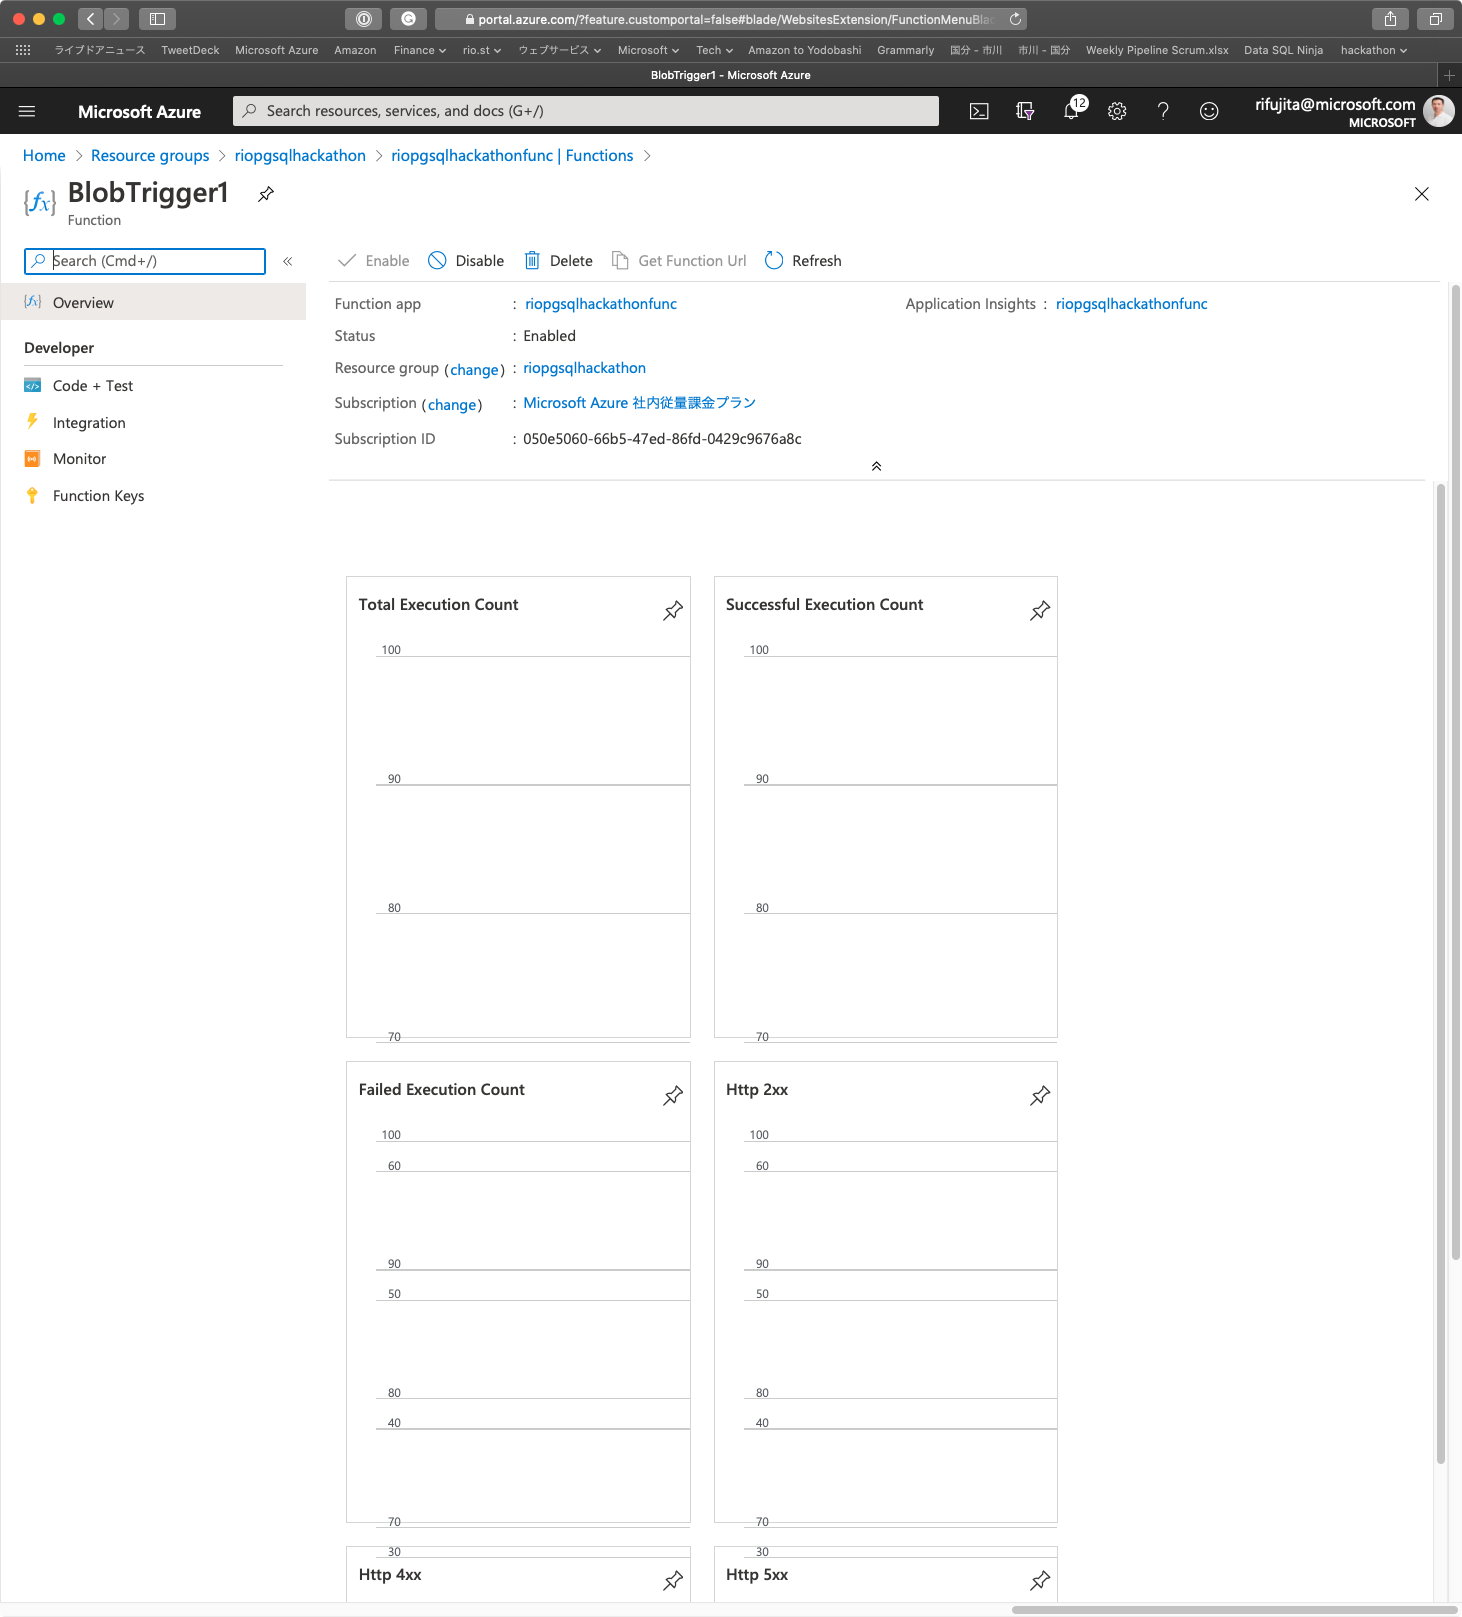 portal.azure.com/?feature.customportal=false#blade/WebsitesExtension/FunctionMenuBla
ライブドアニュース TweetDeck Microsoft Azure Amazon Finance rio.st ウェブサービス Microsoft Tech Amazon to Yodobashi Grammarly 国分 - 市川 市川 - 国分 Weekly Pipeline Scrum.xlsx Data SQL Ninja hackathon
BlobTrigger1 - Microsoft Azure
Microsoft Azure Search resources, services, and docs (G+/) 12 rifujita@microsoft.com
MICROSOFT
Home > Resource groups > riopgsqlhackathon > riopgsqlhackathonfunc | Functions >
{fx} BlobTrigger1
Function
Search (Cmd+/) « Enable Disable Delete Get Function Url Refresh
{fx} Overview
Function app : riopgsqlhackathonfunc
Application Insights : riopgsqlhackathonfunc
Status : Enabled
Resource group (change) : riopgsqlhackathon
Subscription (change) : Microsoft Azure 社内従量課金プラン
Subscription ID : 050e5060-66b5-47ed-86fd-0429c9676a8c
Developer
Code + Test
Integration
Monitor
Function Keys
Total Execution Count
100
90
80
70
Successful Execution Count
100
90
80
70
Failed Execution Count
100
60
90
50
80
40
70
30
Http 2xx
100
60
90
50
80
40
70
30
Http 4xx
Http 5xx